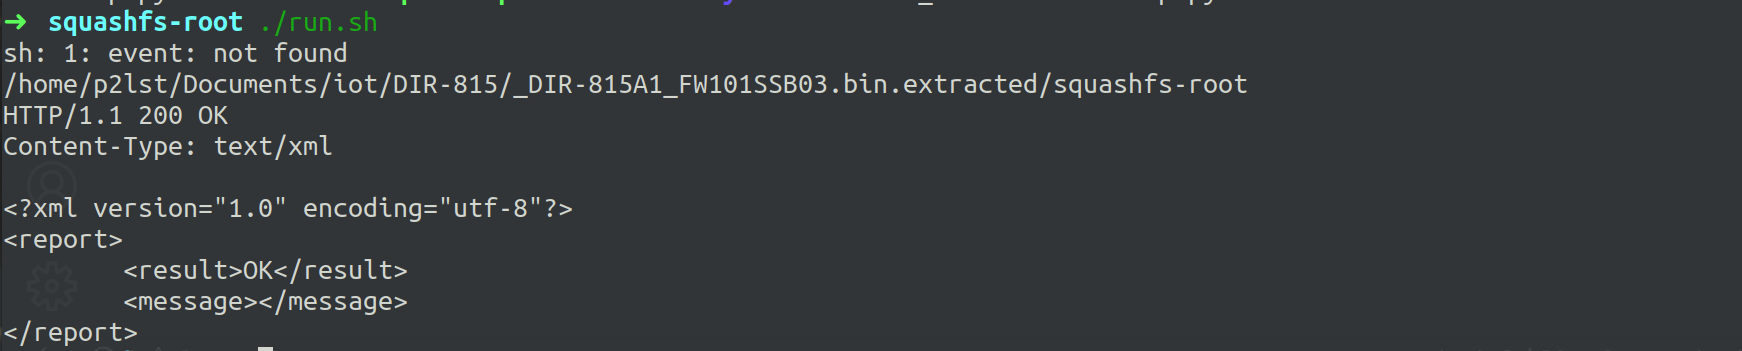 ➜ squashfs-root ./run.sh
sh: 1: event: not found
/home/p2lst/Documents/iot/DIR-815/_DIR-815A1_FW101SSB03.bin.extracted/squashfs-root
HTTP/1.1 200 OK
Content-Type: text/xml
<?xml version="1.0" encoding="utf-8"?>
<report>
        <result>OK</result>
        <message></message>
</report>